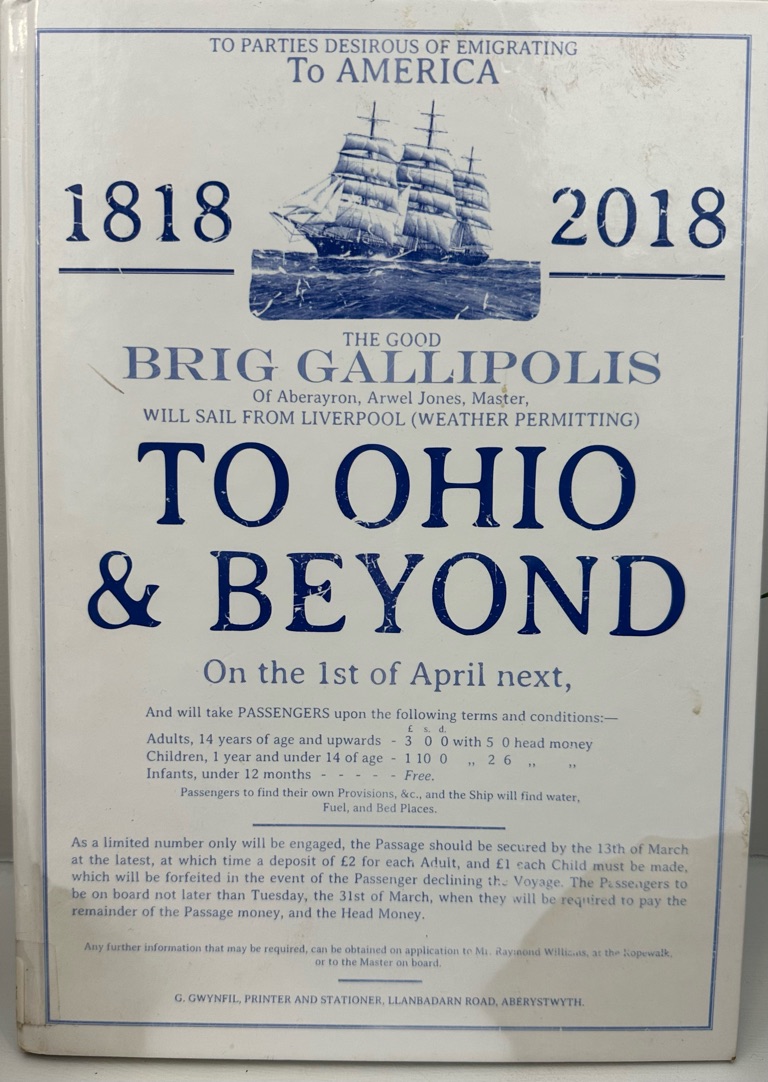 TO PARTIES DESIROUS OF EMIGRATING
To AMERICA
1818
2018
THE GOOD
BRIG GALLIPOLIS
Of Aberayron, Arwel Jones, Master,
WILL SAIL FROM LIVERPOOL (WEATHER PERMITTING)
TO OHIO
& BEYOND
On the 1st of April next,
And will take PASSENGERS upon the following terms and conditions:—
£ s. d.
Adults, 14 years of age and upwards - 3 0 0 with 5 0 head money
Children, 1 year and under 14 of age - 1 10 0 „ 2 6 „ „
Infants, under 12 months - - - - - Free.
Passengers to find their own Provisions, &c., and the Ship will find water,
Fuel, and Bed Places.
As a limited number only will be engaged, the Passage should be secured by the 13th of March
at the latest, at which time a deposit of £2 for each Adult, and £1 each Child must be made,
which will be forfeited in the event of the Passenger declining the Voyage. The Passengers to
be on board not later than Tuesday, the 31st of March, when they will be required to pay the
remainder of the Passage money, and the Head Money.
Any further information that may be required, can be obtained on application to Mr. Raymond Williams, at the Ropewalk,
or to the Master on board.
G. GWYNFIL, PRINTER AND STATIONER, LLANBADARN ROAD, ABERYSTWYTH.